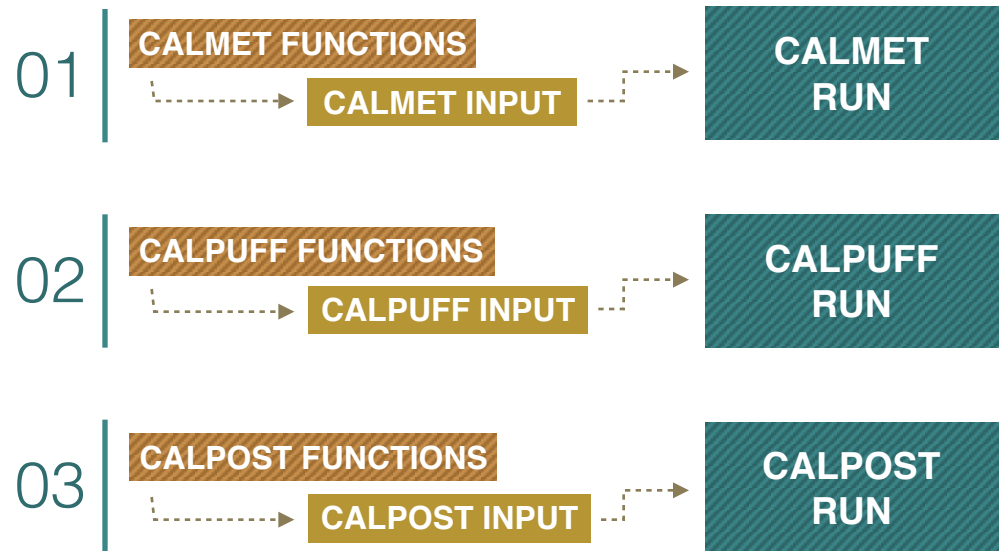 01
CALMET FUNCTIONS
CALMET INPUT
CALMET
RUN
02
CALPUFF FUNCTIONS
CALPUFF INPUT
CALPUFF
RUN
03
CALPOST FUNCTIONS
CALPOST INPUT
CALPOST
RUN